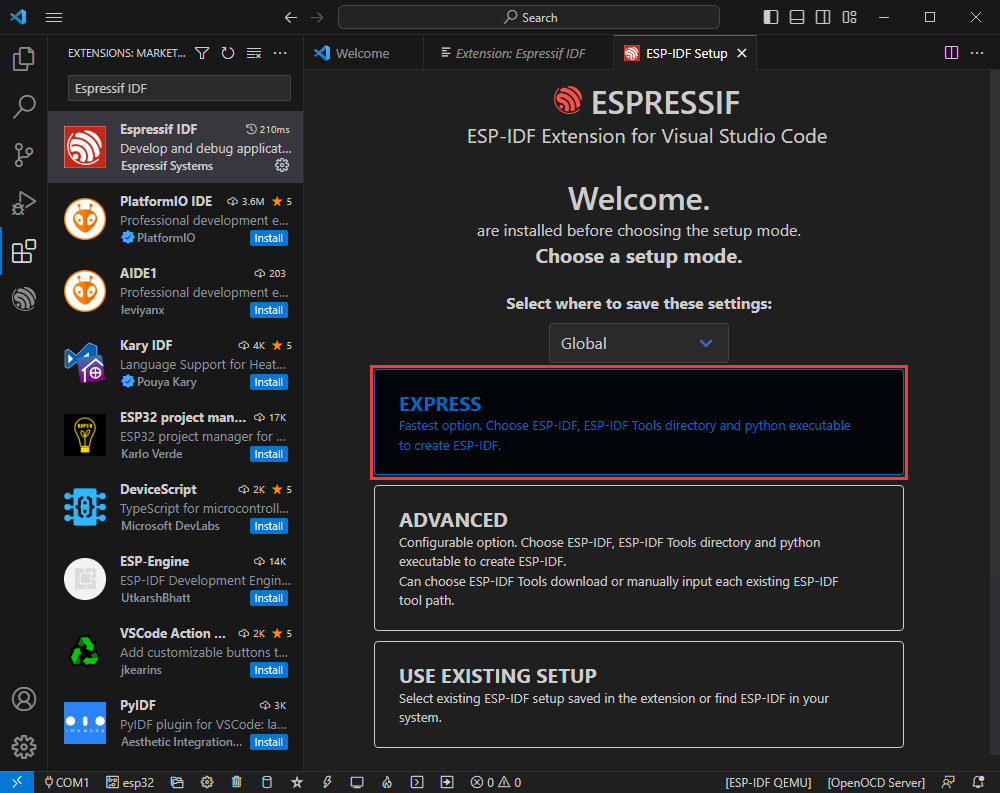 Search
EXTENSIONS: MARKET...
Espressif IDF
Espressif IDF
210ms
Develop and debug applicat...
Espressif Systems
PlatformIO IDE
3.6M
5
Professional development e...
PlatformIO
Install
AIDE1
203
Professional development e...
leviyanx
Install
Kary IDF
4K
5
Language Support for Heat...
Pouya Kary
Install
ESP32 project man...
17K
ESP32 project manager for ...
Karlo Verde
Install
DeviceScript
2K
5
TypeScript for microcontroll...
Microsoft DevLabs
Install
ESP-Engine
14K
ESP-IDF Development Engin...
UtkarshBhatt
Install
VSCode Action ...
2K
5
Add customizable buttons t...
jkearins
Install
PyIDF
3K
PyIDF plugin for VSCode: la...
Aesthetic Integration...
Install
IMANDRA
Welcome
Extension: Espressif IDF
ESP-IDF Setup
ESPRESSIF
ESP-IDF Extension for Visual Studio Code
Welcome.
are installed before choosing the setup mode.
Choose a setup mode.
Select where to save these settings:
Global
EXPRESS
Fastest option. Choose ESP-IDF, ESP-IDF Tools directory and python executable
to create ESP-IDF.
ADVANCED
Configurable option. Choose ESP-IDF, ESP-IDF Tools directory and python
executable to create ESP-IDF.
Can choose ESP-IDF Tools download or manually input each existing ESP-IDF
tool path.
USE EXISTING SETUP
Select existing ESP-IDF setup saved in the extension or find ESP-IDF in your
system.
COM1
esp32
0
0
[ESP-IDF QEMU]
[OpenOCD Server]